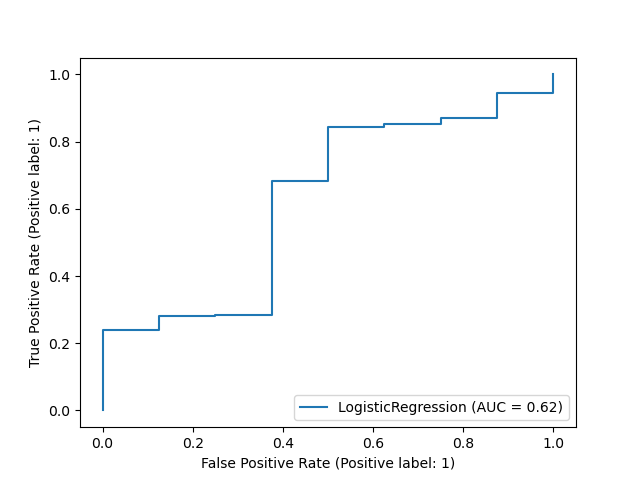 1.0
0.8
0.6
0.4
0.2
0.0
True Positive Rate (Positive label: 1)
LogisticRegression (AUC = 0.62)
0.0 0.2 0.4 0.6 0.8 1.0
False Positive Rate (Positive label: 1)